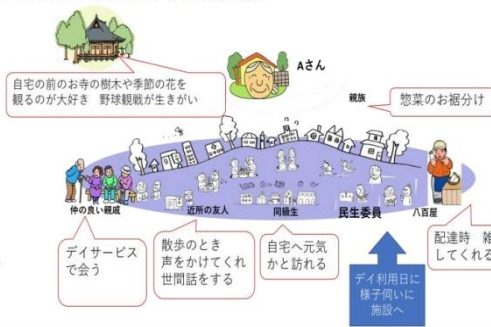 Aさん
自宅の前のお寺の樹木や季節の花を
観るのが大好き 野球観戦が生きがい
親族
惣菜のお裾分け
仲の良い親戚
近所の友人
同級生
民生委員
八百屋
デイサービス
で会う
散歩のとき
声をかけてくれ
世間話をする
自宅へ元気
かと訪れる
デイ利用日に
様子伺いに
施設へ
配達時 雑
してくれる